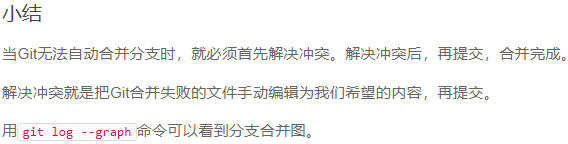 小结
当Git无法自动合并分支时，就必须首先解决冲突。解决冲突后，再提交，合并完成。
解决冲突就是把Git合并失败的文件手动编辑为我们希望的内容，再提交。
用git log --graph命令可以看到分支合并图。